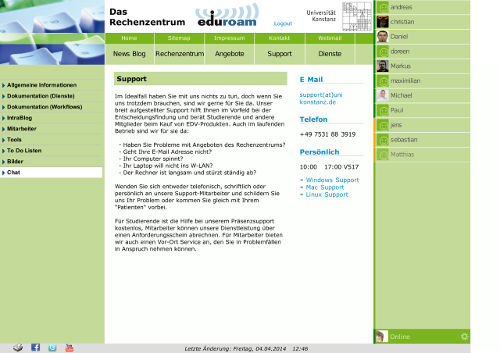 Das
Rechenzentrum
eduroam
Logout
Universität
Konstanz
Home
Sitemap
Impressum
Kontakt
Webmail
News Blog
Rechenzentrum
Angebote
Support
Dienste
Allgemeine Informationen
Dokumentation (Dienste)
Dokumentation (Workflows)
IntraBlog
Mitarbeiter
Tools
To Do Listen
Bilder
Chat
Support
Im Idealfall haben Sie mit uns nichts zu tun, doch wenn Sie
uns trotzdem brauchen, sind wir gerne für Sie da. Unser
breit aufgestellter Support hilft Ihnen im Vorfeld bei der
Entscheidungsfindung und berät Studierende und andere
Mitglieder beim Kauf von EDV-Produkten. Auch im laufenden
Betrieb sind wir für sie da:
- Haben Sie Probleme mit Angeboten des Rechenzentrums?
- Geht Ihre E-Mail Adresse nicht?
- Ihr Computer spinnt?
- Ihr Laptop will nicht ins W-LAN?
- Der Rechner ist langsam und stürzt ständig ab?
Wenden Sie sich entweder telefonisch, schriftlich oder
persönlich an unsere Support-Mitarbeiter und schildern Sie
uns Ihr Problem oder kommen Sie gleich mit Ihrem
"Patienten" vorbei.
Für Studierende ist die Hilfe bei unserem Präsenzsupport
kostenlos, Mitarbeiter können unsere Dienstleistung über
einen Anforderungsschein abrechnen. Für Mitarbeiter bieten
wir auch einen Vor-Ort Service an, den Sie in Problemfällen
in Anspruch nehmen können.
E Mail
support[at]uni
konstanz.de
Telefon
+49 7531 88 3919
Persönlich
10:00 17:00 V517
Windows Support
Mac Support
Linux Support
andreas
christian
Daniel
doreen
Markus
maximilian
Michael
Paul
jens
sebastian
Matthias
Online
Letzte Änderung: Freitag, 04.04.2014 12:46